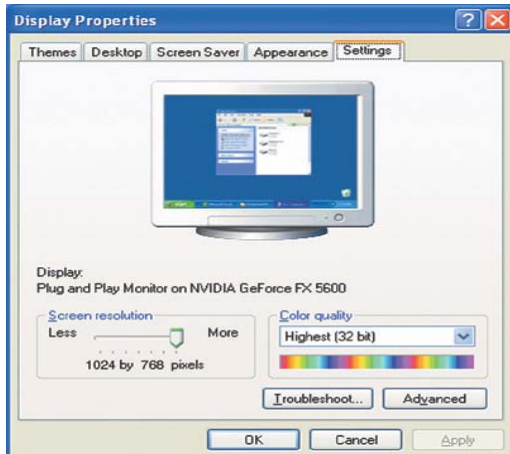 Display Properties
Themes Desktop Screen Saver Appearance Settings
Display:
Plug and Play Monitor on NVIDIA GeForce FX 5600
Screen resolution
Less More
1024 by 768 pixels
Color quality
Highest (32 bit)
Troubleshoot... Advanced
OK Cancel Apply